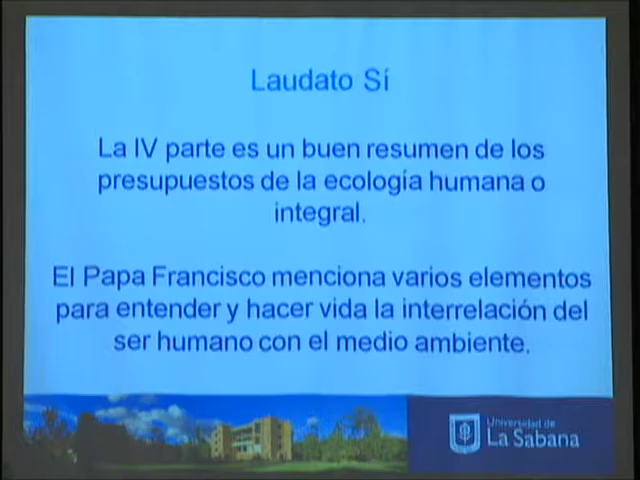 Laudato Sí
La IV parte es un buen resumen de los
presupuestos de la ecología humana o
integral.
El Papa Francisco menciona varios elementos
para entender y hacer vida la interrelación del
ser humano con el medio ambiente.
Universidad de
La Sabana